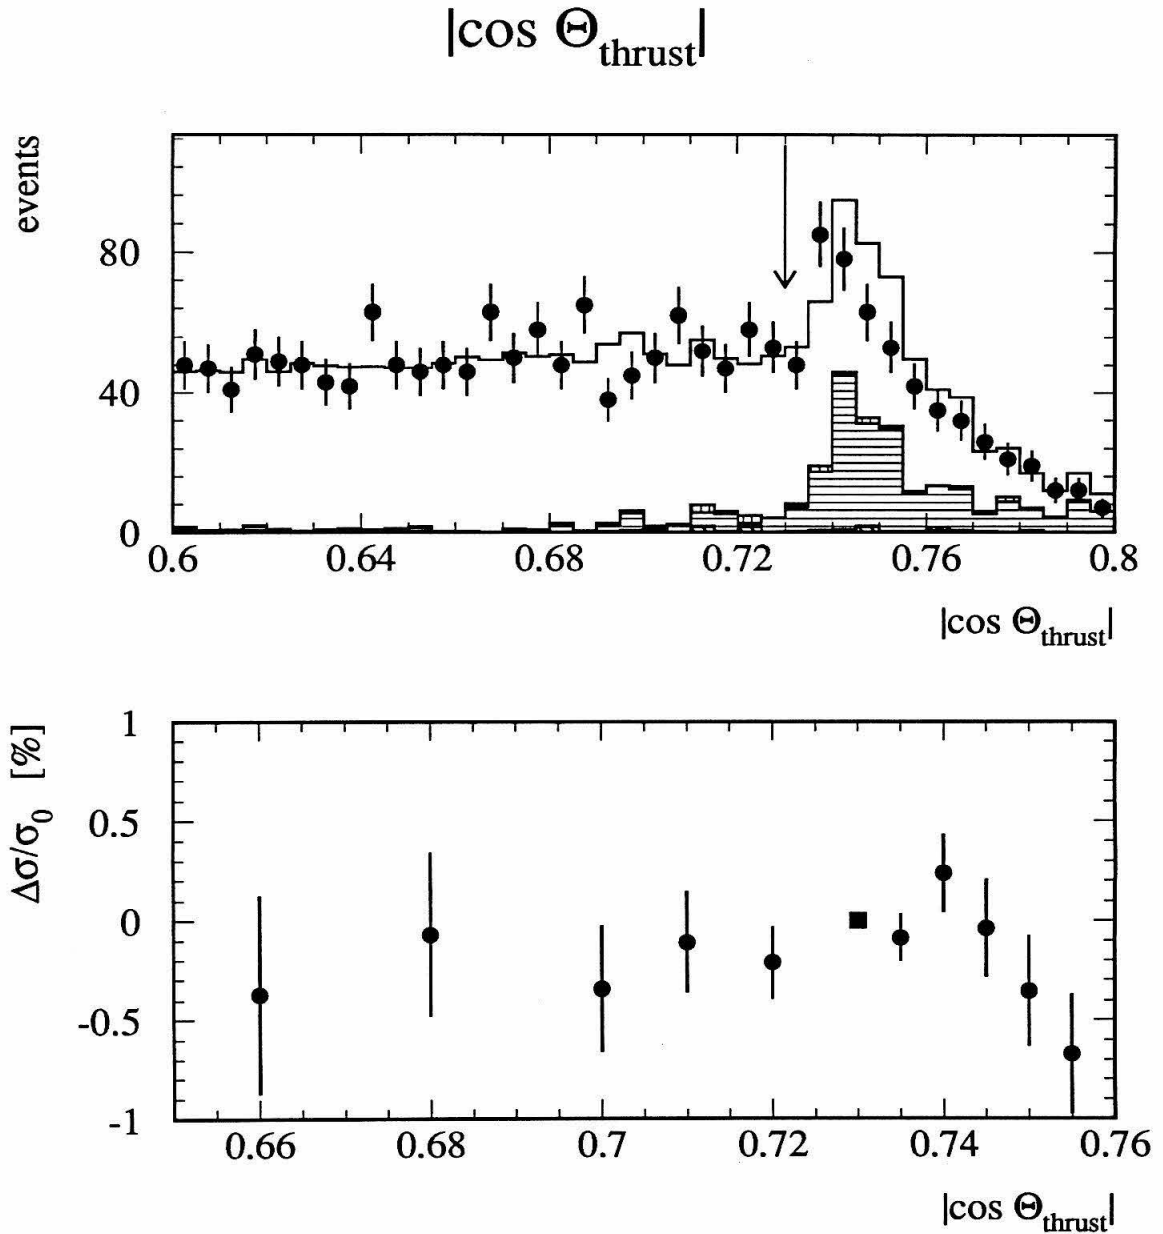 |cos Θthrust|
events
80
40
0
0.6 0.64 0.68 0.72 0.76 0.8
|cos Θthrust|
Δσ/σ0 [%]
1
0.5
0
-0.5
-1
0.66 0.68 0.7 0.72 0.74 0.76
|cos Θthrust|